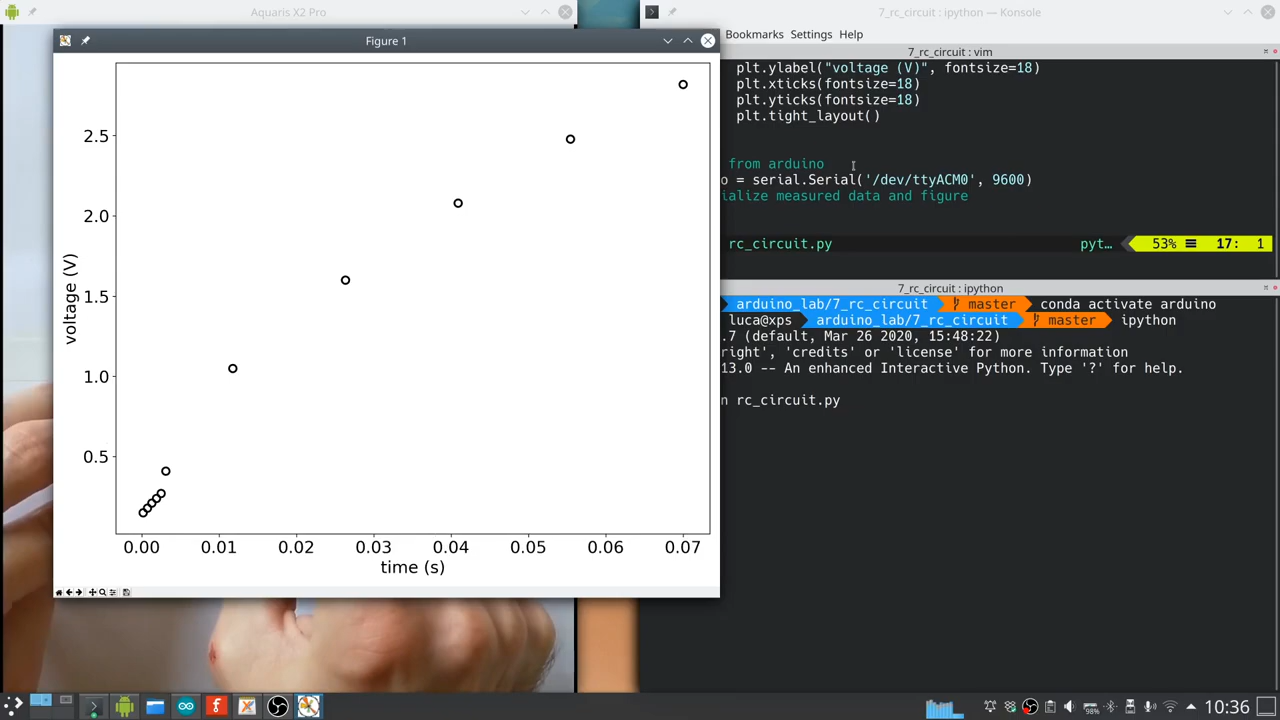 Aquaris X2 Pro
7_rc_circuit : ipython — Konsole
Figure 1
Bookmarks Settings Help
7_rc_circuit : vim
plt.ylabel("voltage (V)", fontsize=18)
plt.xticks(fontsize=18)
plt.yticks(fontsize=18)
plt.tight_layout()
from arduino
o = serial.Serial('/dev/ttyACM0', 9600)
ialize measured data and figure
rc_circuit.py pyt… 53% ≡ 17: 1
7_rc_circuit : ipython
arduino_lab/7_rc_circuit master conda activate arduino
luca@xps arduino_lab/7_rc_circuit master ipython
.7 (default, Mar 26 2020, 15:48:22)
right', 'credits' or 'license' for more information
13.0 -- An enhanced Interactive Python. Type '?' for help.
n rc_circuit.py
voltage (V)
2.5
2.0
1.5
1.0
0.5
0.00 0.01 0.02 0.03 0.04 0.05 0.06 0.07
time (s)
98%
10:36